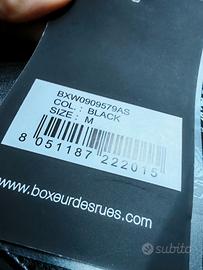 BXW0909579AS
COL.: BLACK
SIZE: M
8 051187 222015
www.boxeurdesrues.com
subito